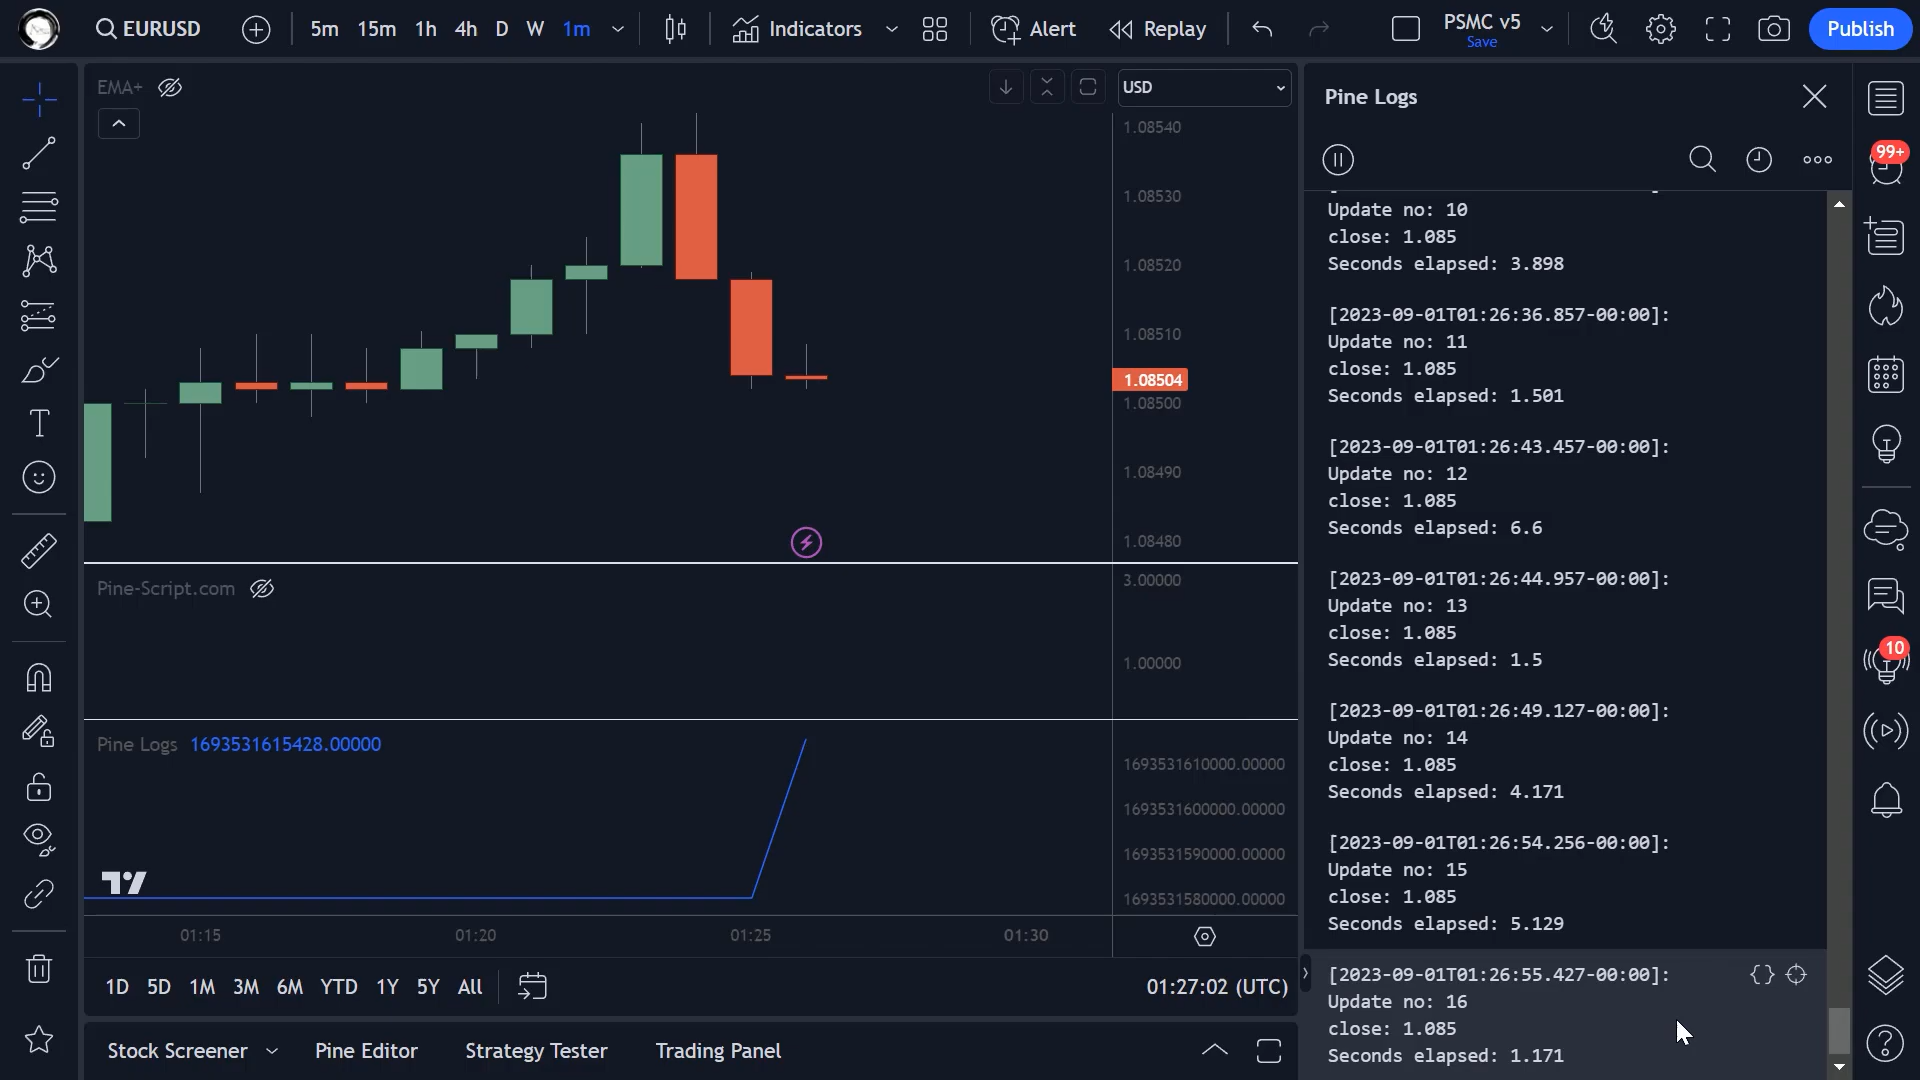 EURUSD 5m 15m 1h 4h D W 1m Indicators Alert Replay PSMC v5 Publish
Save
EMA+
USD
1.08540
1.08530
1.08520
1.08510
1.08504
1.08500
1.08490
1.08480
Pine-Script.com
3.00000
1.00000
Pine Logs 1693531615428.00000
1693531610000.00000
1693531600000.00000
1693531590000.00000
1693531580000.00000
01:15 01:20 01:25 01:30
1D 5D 1M 3M 6M YTD 1Y 5Y All 01:27:02 (UTC)
Stock Screener Pine Editor Strategy Tester Trading Panel
Pine Logs
Update no: 10
close: 1.085
Seconds elapsed: 3.898
[2023-09-01T01:26:36.857-00:00]:
Update no: 11
close: 1.085
Seconds elapsed: 1.501
[2023-09-01T01:26:43.457-00:00]:
Update no: 12
close: 1.085
Seconds elapsed: 6.6
[2023-09-01T01:26:44.957-00:00]:
Update no: 13
close: 1.085
Seconds elapsed: 1.5
[2023-09-01T01:26:49.127-00:00]:
Update no: 14
close: 1.085
Seconds elapsed: 4.171
[2023-09-01T01:26:54.256-00:00]:
Update no: 15
close: 1.085
Seconds elapsed: 5.129
[2023-09-01T01:26:55.427-00:00]:
Update no: 16
close: 1.085
Seconds elapsed: 1.171
99+
10